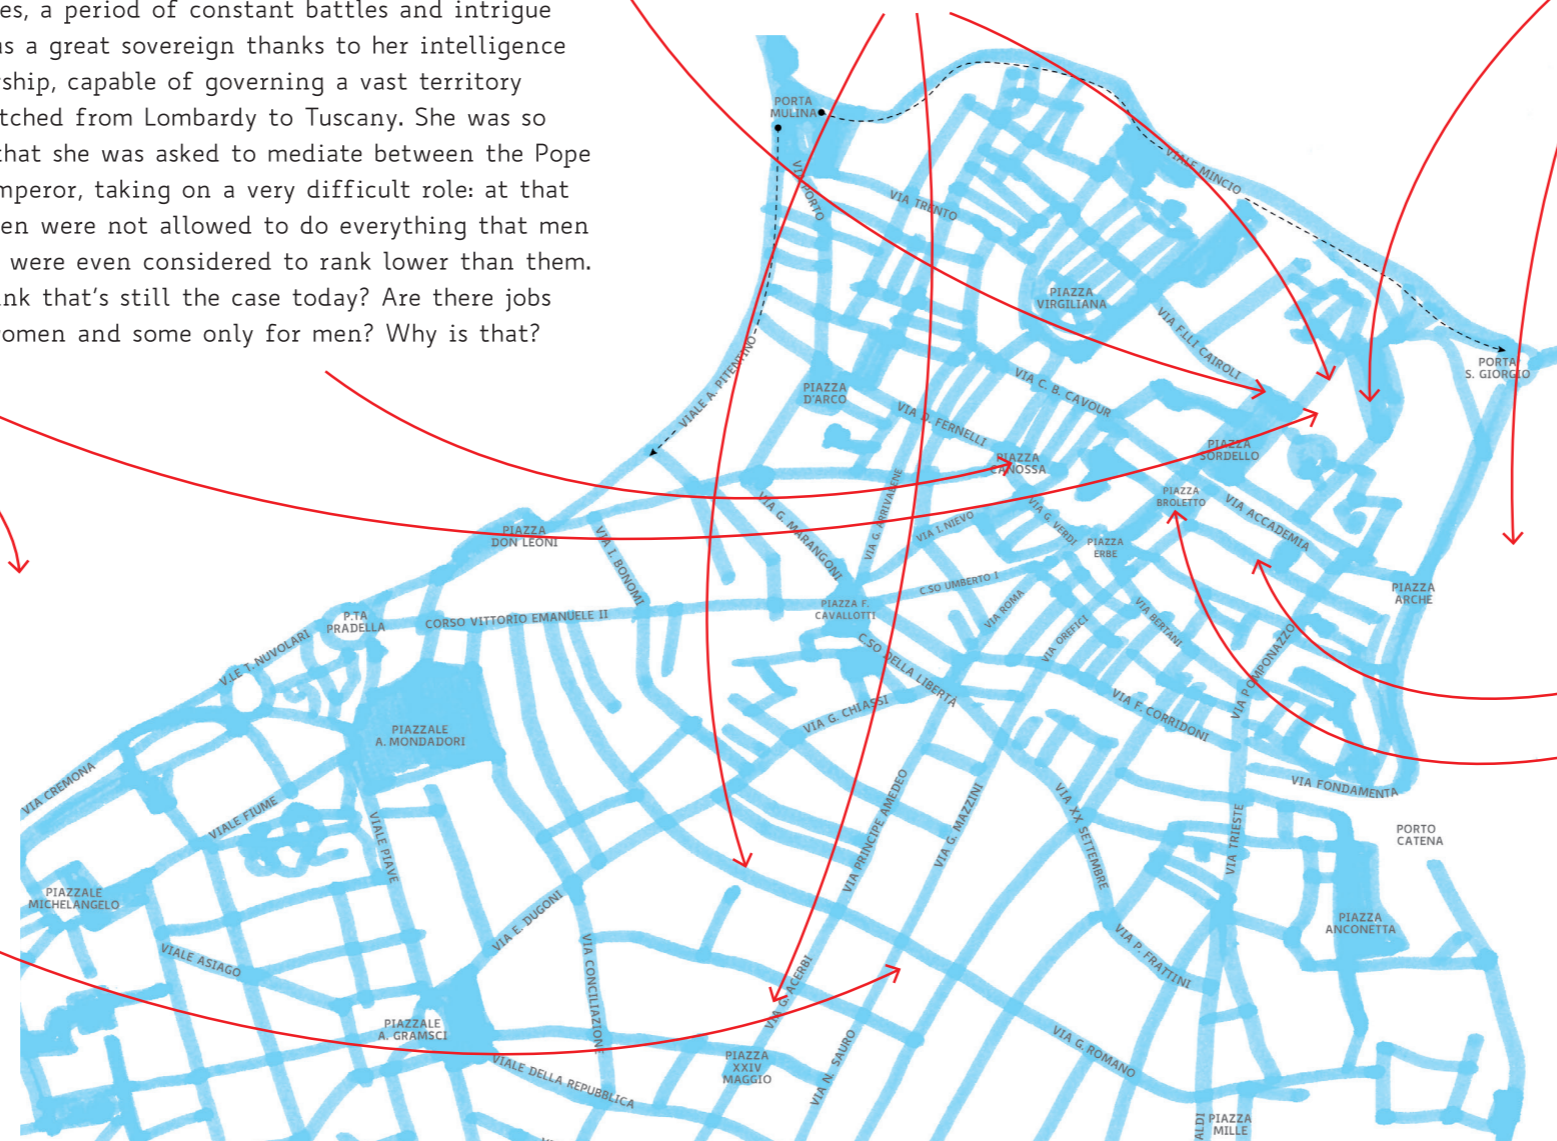 es, a period of constant battles and intrigue
as a great sovereign thanks to her intelligence
rship, capable of governing a vast territory
tched from Lombardy to Tuscany. She was so
that she was asked to mediate between the Pope
mperor, taking on a very difficult role: at that
en were not allowed to do everything that men
were even considered to rank lower than them.
ink that's still the case today? Are there jobs
vomen and some only for men? Why is that?
PORTA
MULINA
VIA PORTO
VIA TRENTO
VIALE MINCIO
PIAZZA
VIRGILIANA
VIA F.LLI CAIROLI
PORTA
S. GIORGIO
VIALE A. PITENTINO
PIAZZA
D'ARCO
VIA C. B. CAVOUR
VIA D. FERNELLI
PIAZZA
CANOSSA
PIAZZA
SORDELLO
PIAZZA
BROLETTO
VIA ACCADEMIA
VIA G. ARRIVABENE
VIA G. MARANGONI
VIA I. NIEVO
VIA G. VERDI
PIAZZA
ERBE
PIAZZA
DON LEONI
VIA I. BONOMI
C.SO UMBERTO I
PIAZZA
ARCHE
PIAZZA F.
CAVALLOTTI
VIA ROMA
VIA OREFICI
VIA BERTANI
VIA POMPONAZZO
P.TA
PRADELLA
CORSO VITTORIO EMANUELE II
V.LE T. NUVOLARI
C.SO DELLA LIBERTÀ
VIA G. CHIASSI
VIA F. CORRIDONI
PIAZZALE
A. MONDADORI
VIA CREMONA
VIALE FIUME
VIALE PIAVE
VIA PRINCIPE AMEDEO
VIA G. MAZZINI
VIA XX SETTEMBRE
VIA FONDAMENTA
VIA TRIESTE
PORTO
CATENA
PIAZZALE
MICHELANGELO
VIA E. DUGONI
PIAZZA
ANCONETTA
VIALE ASIAGO
VIA CONCILIAZIONE
VIA G. ACERBI
VIA P. FRATTINI
PIAZZALE
A. GRAMSCI
VIALE DELLA REPUBBLICA
PIAZZA
XXIV
MAGGIO
VIA N. SAURO
VIA G. ROMANO
ALDI
PIAZZA
MILLE